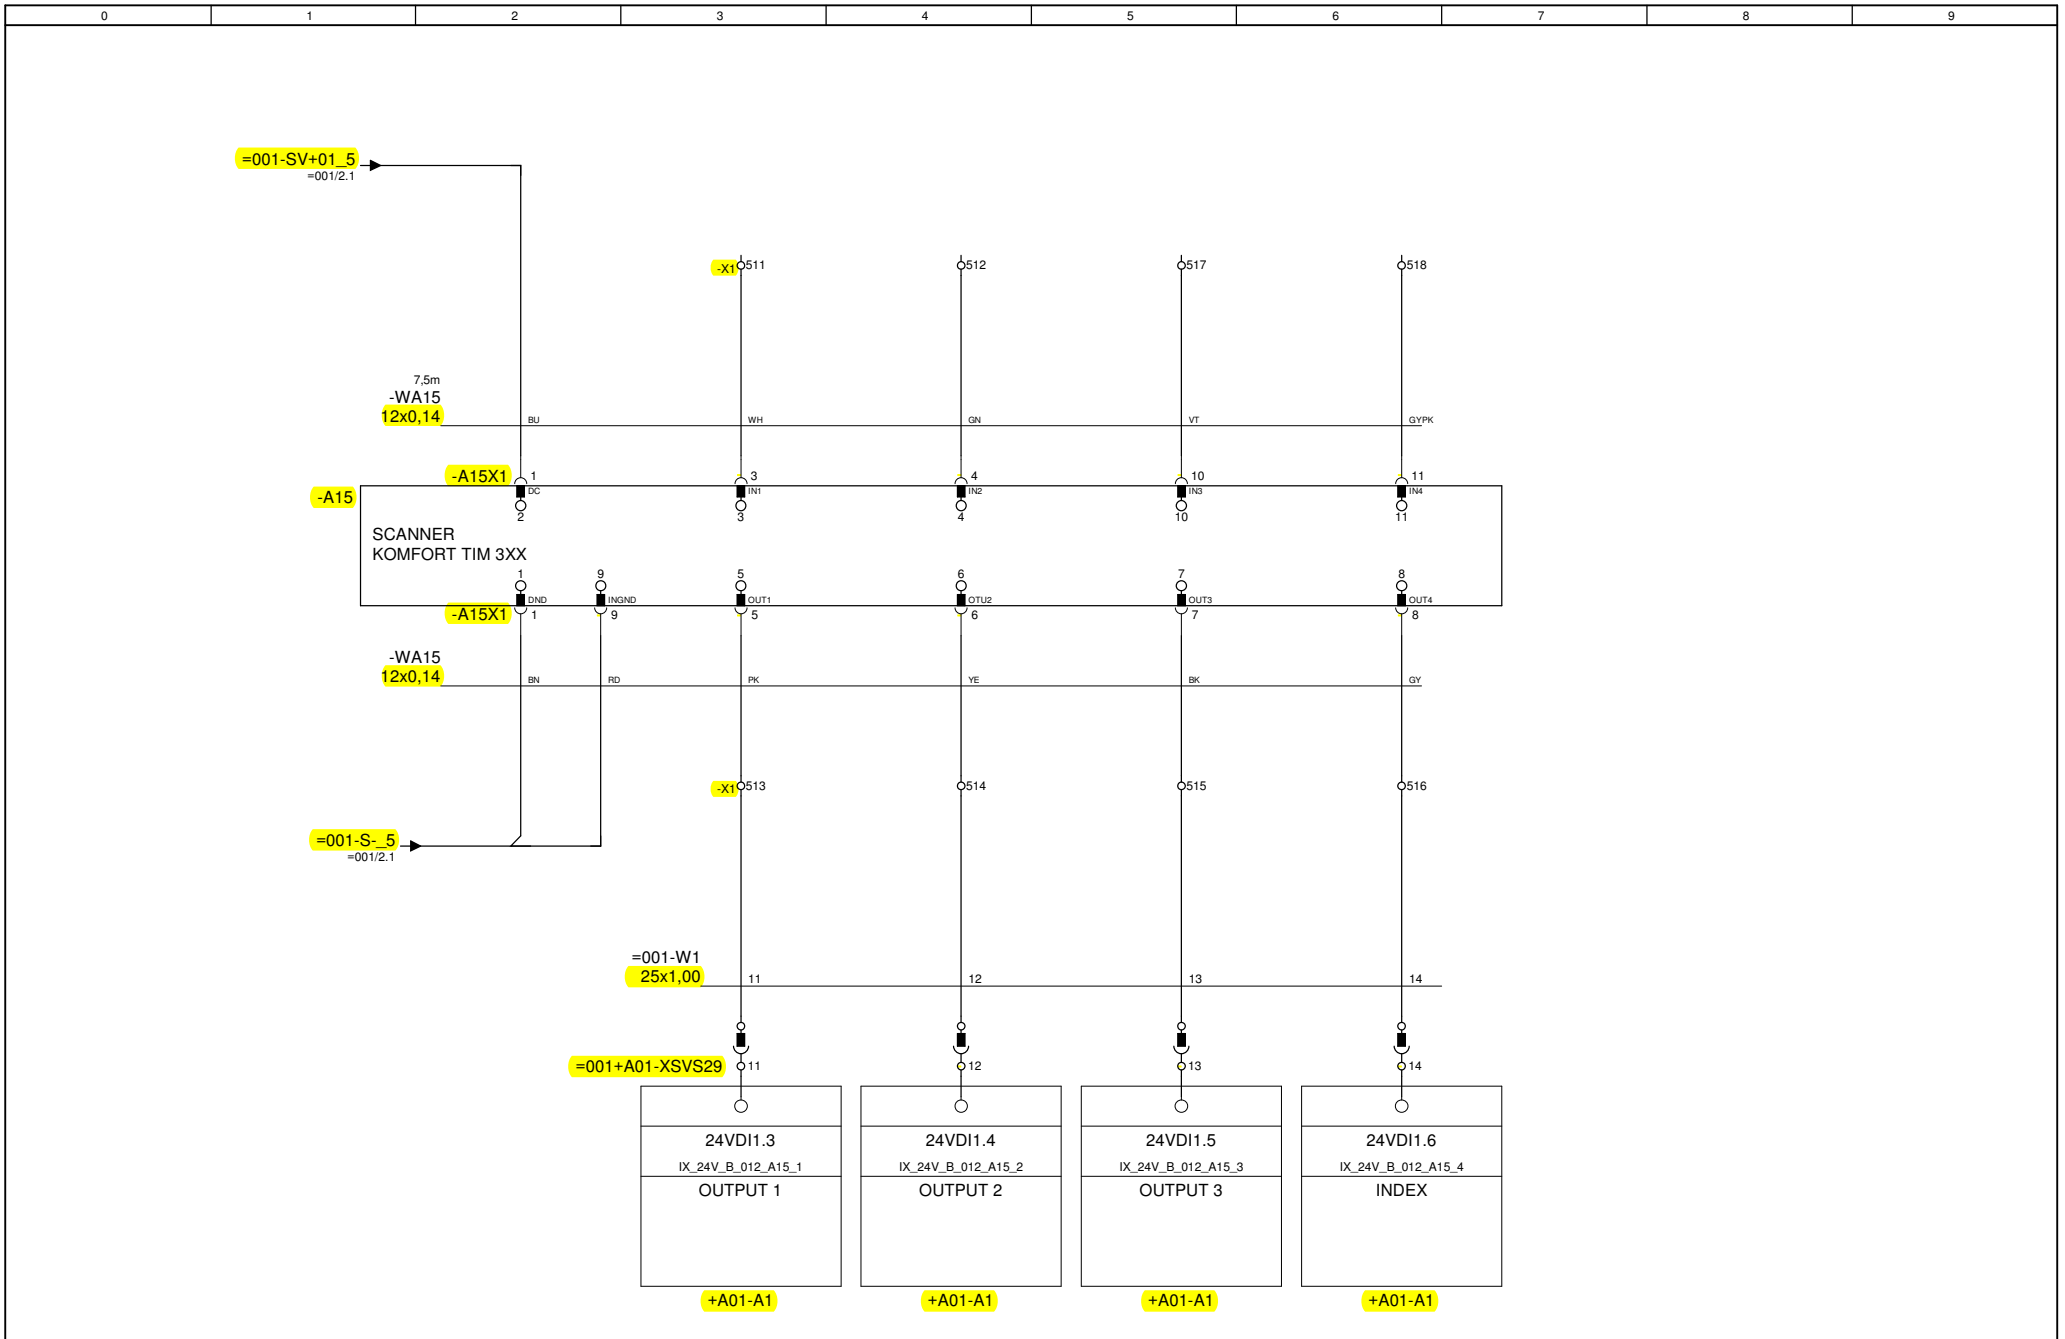 0 1 2 3 4 5 6 7 8 9
=001-SV+01_5
=001/2.1
-X1 511 512 517 518
7,5m
-WA15
12x0,14
BU WH GN VT GYPK
-A15X1 1 3 4 10 11
-A15 DC IN1 IN2 IN3 IN4
2 3 4 10 11
SCANNER
KOMFORT TIM 3XX
1 9 5 6 7 8
DND INGND OUT1 OTU2 OUT3 OUT4
-A15X1 1 9 5 6 7 8
-WA15
12x0,14
BN RD PK YE BK GY
-X1 513 514 515 516
=001-S-_5
=001/2.1
=001-W1
25x1,00
11 12 13 14
=001+A01-XSVS29 11 12 13 14
24VDI1.3 24VDI1.4 24VDI1.5 24VDI1.6
IX_24V_B_012_A15_1 IX_24V_B_012_A15_2 IX_24V_B_012_A15_3 IX_24V_B_012_A15_4
OUTPUT 1 OUTPUT 2 OUTPUT 3 INDEX
+A01-A1 +A01-A1 +A01-A1 +A01-A1